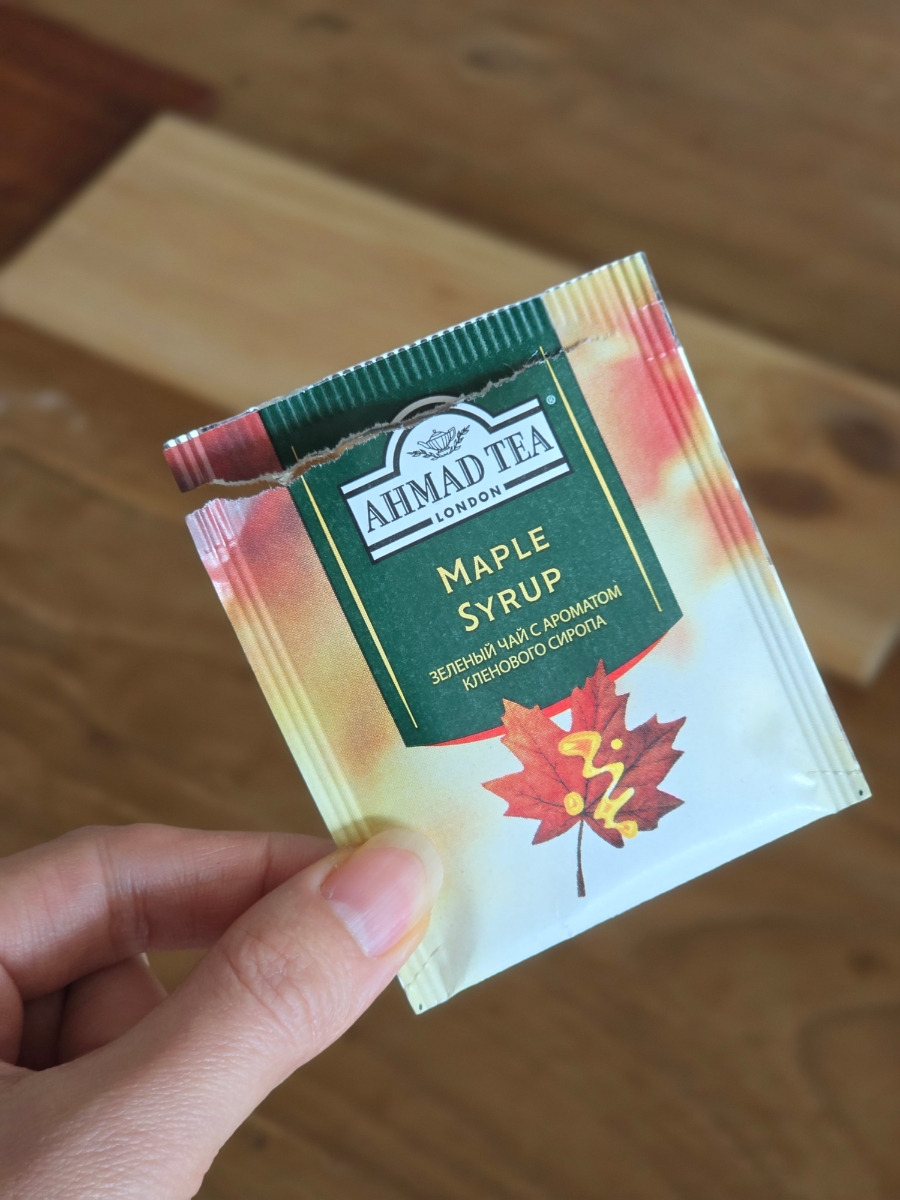 AHMAD TEA®
LONDON
MAPLE
SYRUP
ЗЕЛЕНЫЙ ЧАЙ С АРОМАТОМ
КЛЕНОВОГО СИРОПА